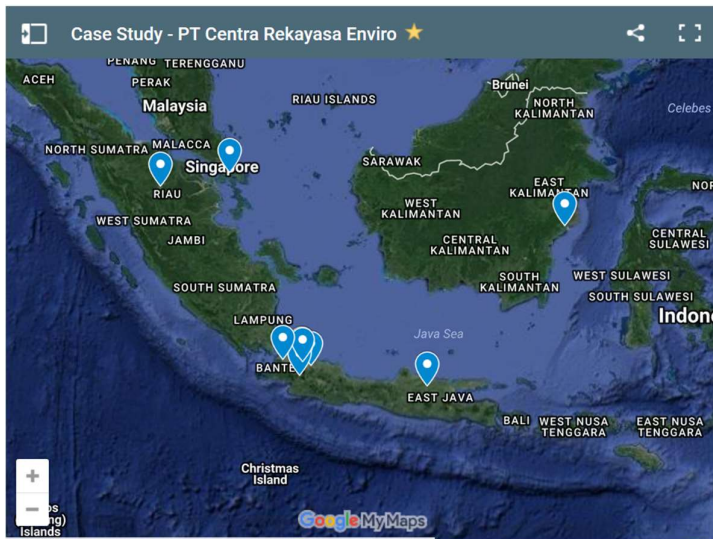 Case Study - PT Centra Rekayasa Enviro
PENANG TERENGGANU
ACEH
PERAK
Brunei
Malaysia
RIAU ISLANDS
NORTH
KALIMANTAN
Celebes
NORTH SUMATRA
MALACCA
SARAWAK
Singapore
RIAU
EAST
KALIMANTAN
NOR
WEST
KALIMANTAN
WEST SUMATRA
JAMBI
CENTRAL
KALIMANTAN
CENTRAL
SULAWESI
SOUTH SUMATRA
SOUTH
KALIMANTAN
WEST SULAWESI
SOUTH SULAWESI
LAMPUNG
Indon
Java Sea
BANTE
EAST JAVA
BALI
WEST NUSA
TENGGARA
EAST NUSA
TENGGARA
Christmas
Island
+
−
Islands
Google My Maps